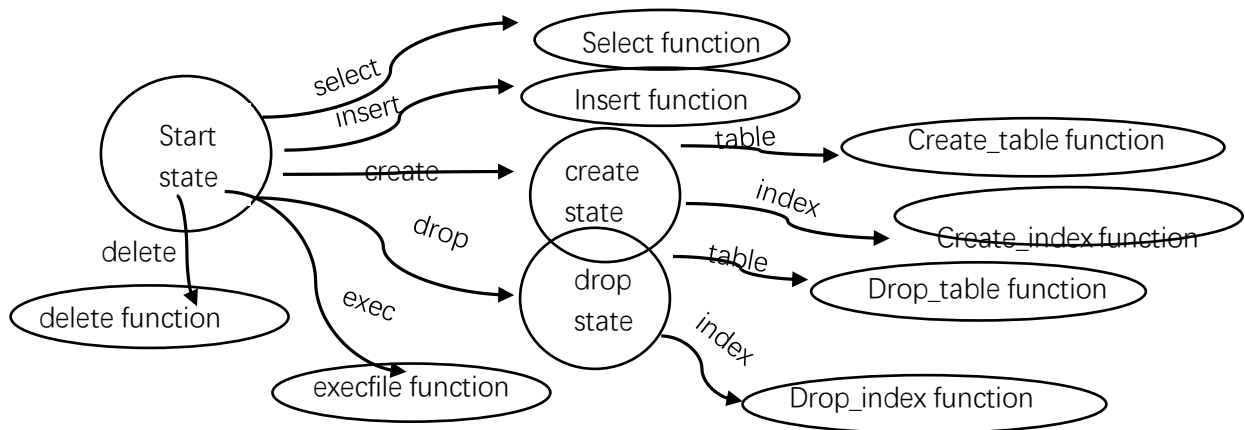 Select function
select
Insert function
insert
Start
state
table
Create_table function
create
create
state
index
Create_index function
drop
delete
table
drop
state
Drop_table function
delete function
exec
index
execfile function
Drop_index function